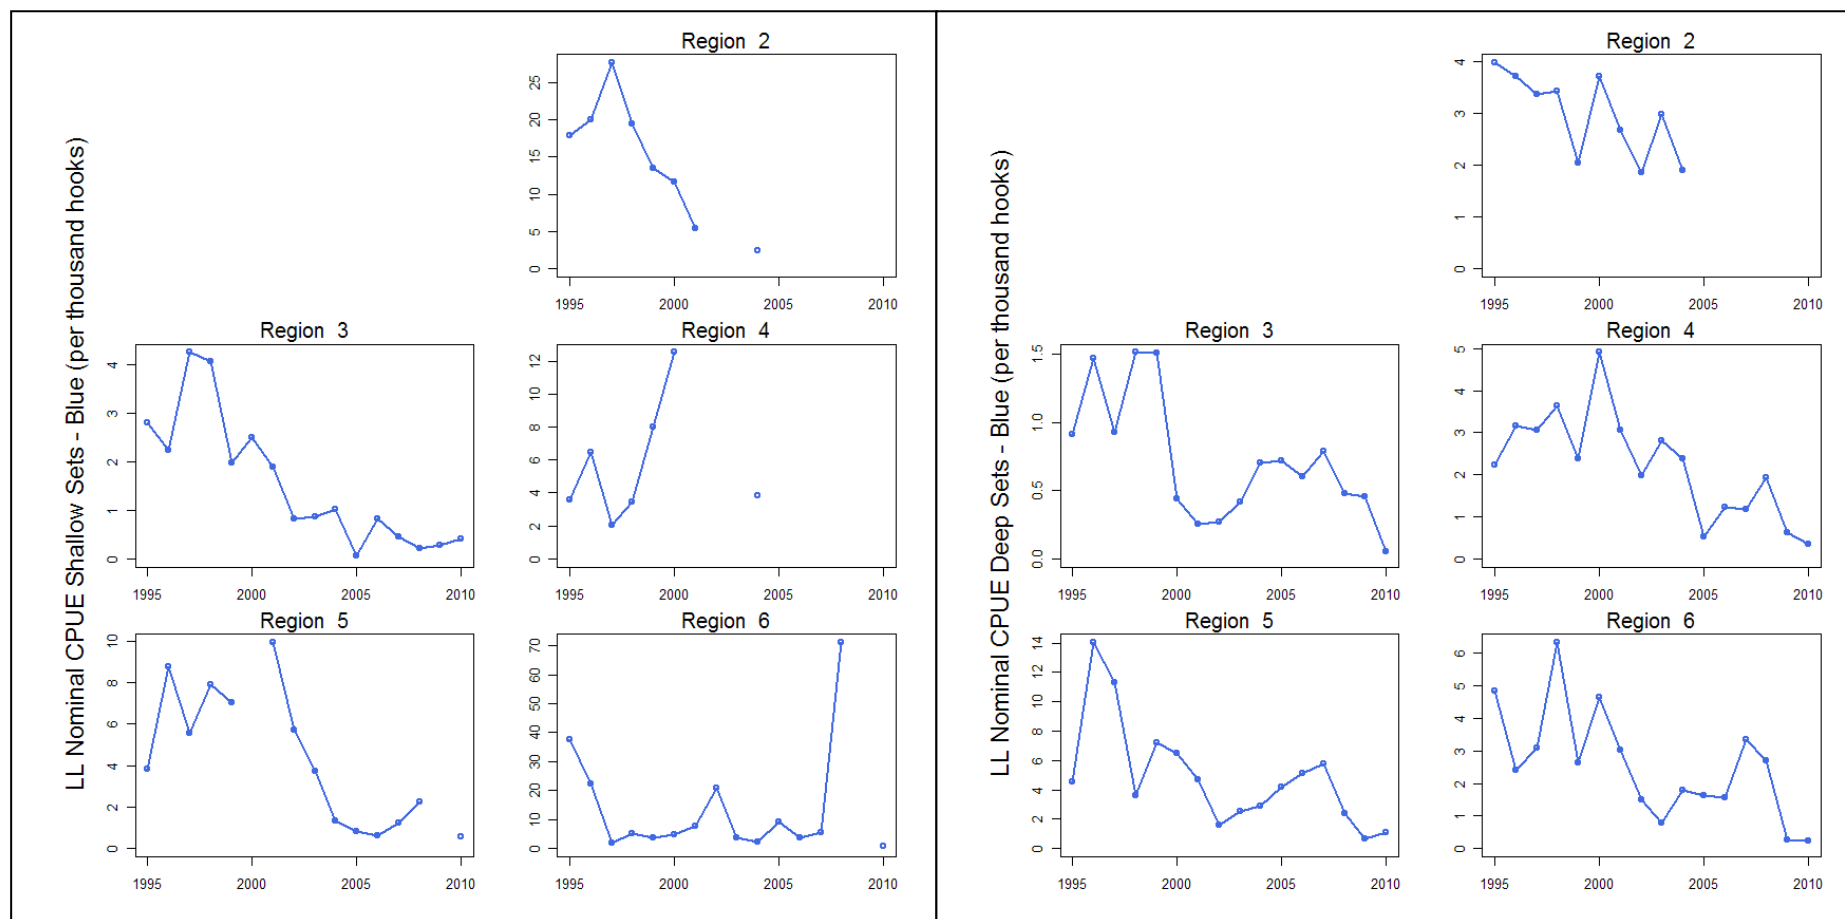 LL Nominal CPUE Shallow Sets - Blue (per thousand hooks)
Region 2
25
20
15
10
5
0
1995 2000 2005 2010
Region 3
4
3
2
1
0
1995 2000 2005 2010
Region 4
12
10
8
6
4
2
0
1995 2000 2005 2010
Region 5
10
8
6
4
2
0
1995 2000 2005 2010
Region 6
70
60
50
40
30
20
10
0
1995 2000 2005 2010
LL Nominal CPUE Deep Sets - Blue (per thousand hooks)
Region 2
4
3
2
1
0
1995 2000 2005 2010
Region 3
1.5
1.0
0.5
0.0
1995 2000 2005 2010
Region 4
5
4
3
2
1
0
1995 2000 2005 2010
Region 5
14
12
10
8
6
4
2
0
1995 2000 2005 2010
Region 6
6
5
4
3
2
1
0
1995 2000 2005 2010